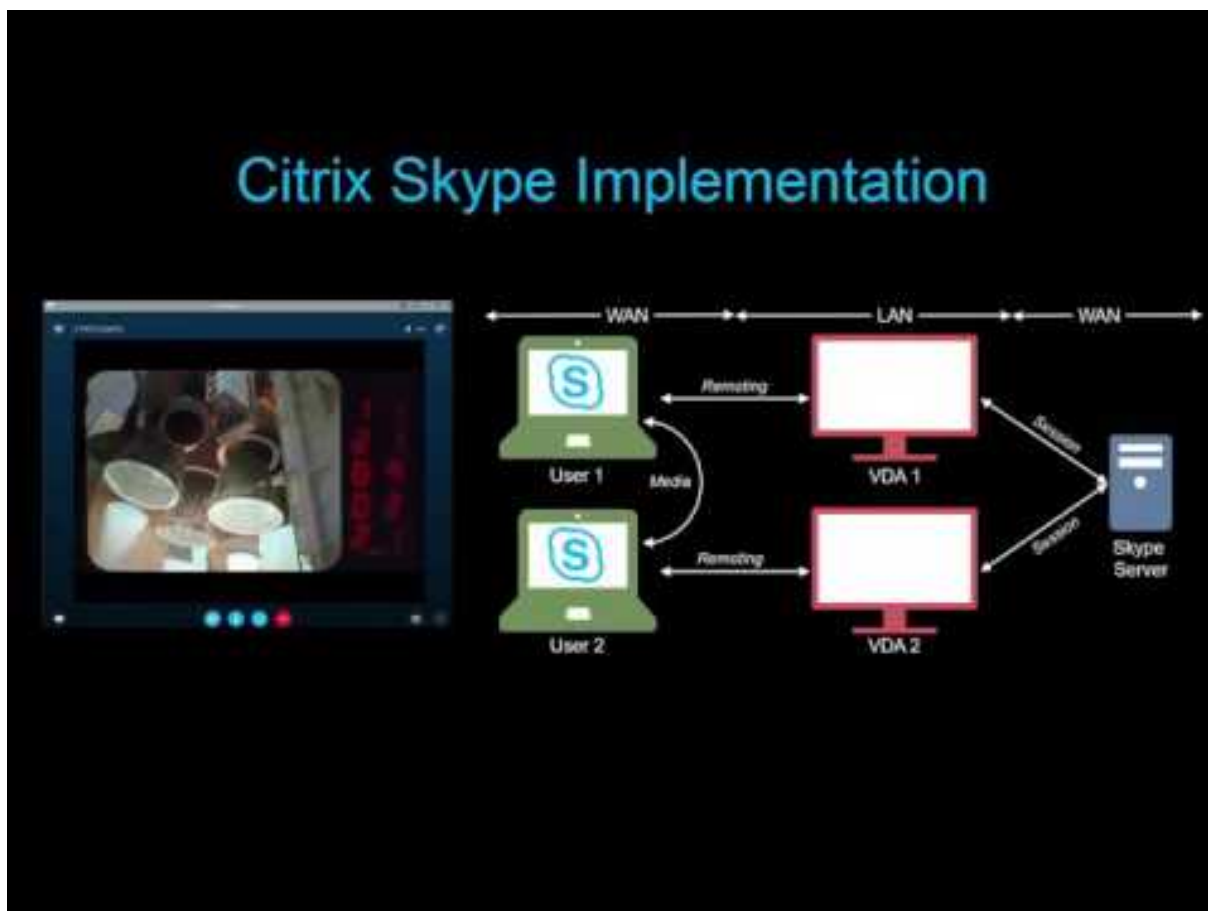 Citrix Skype Implementation
WAN
LAN
WAN
S
Remoting
User 1
Media
VDA 1
Session
S
Remoting
User 2
VDA 2
Session
Skype
Server